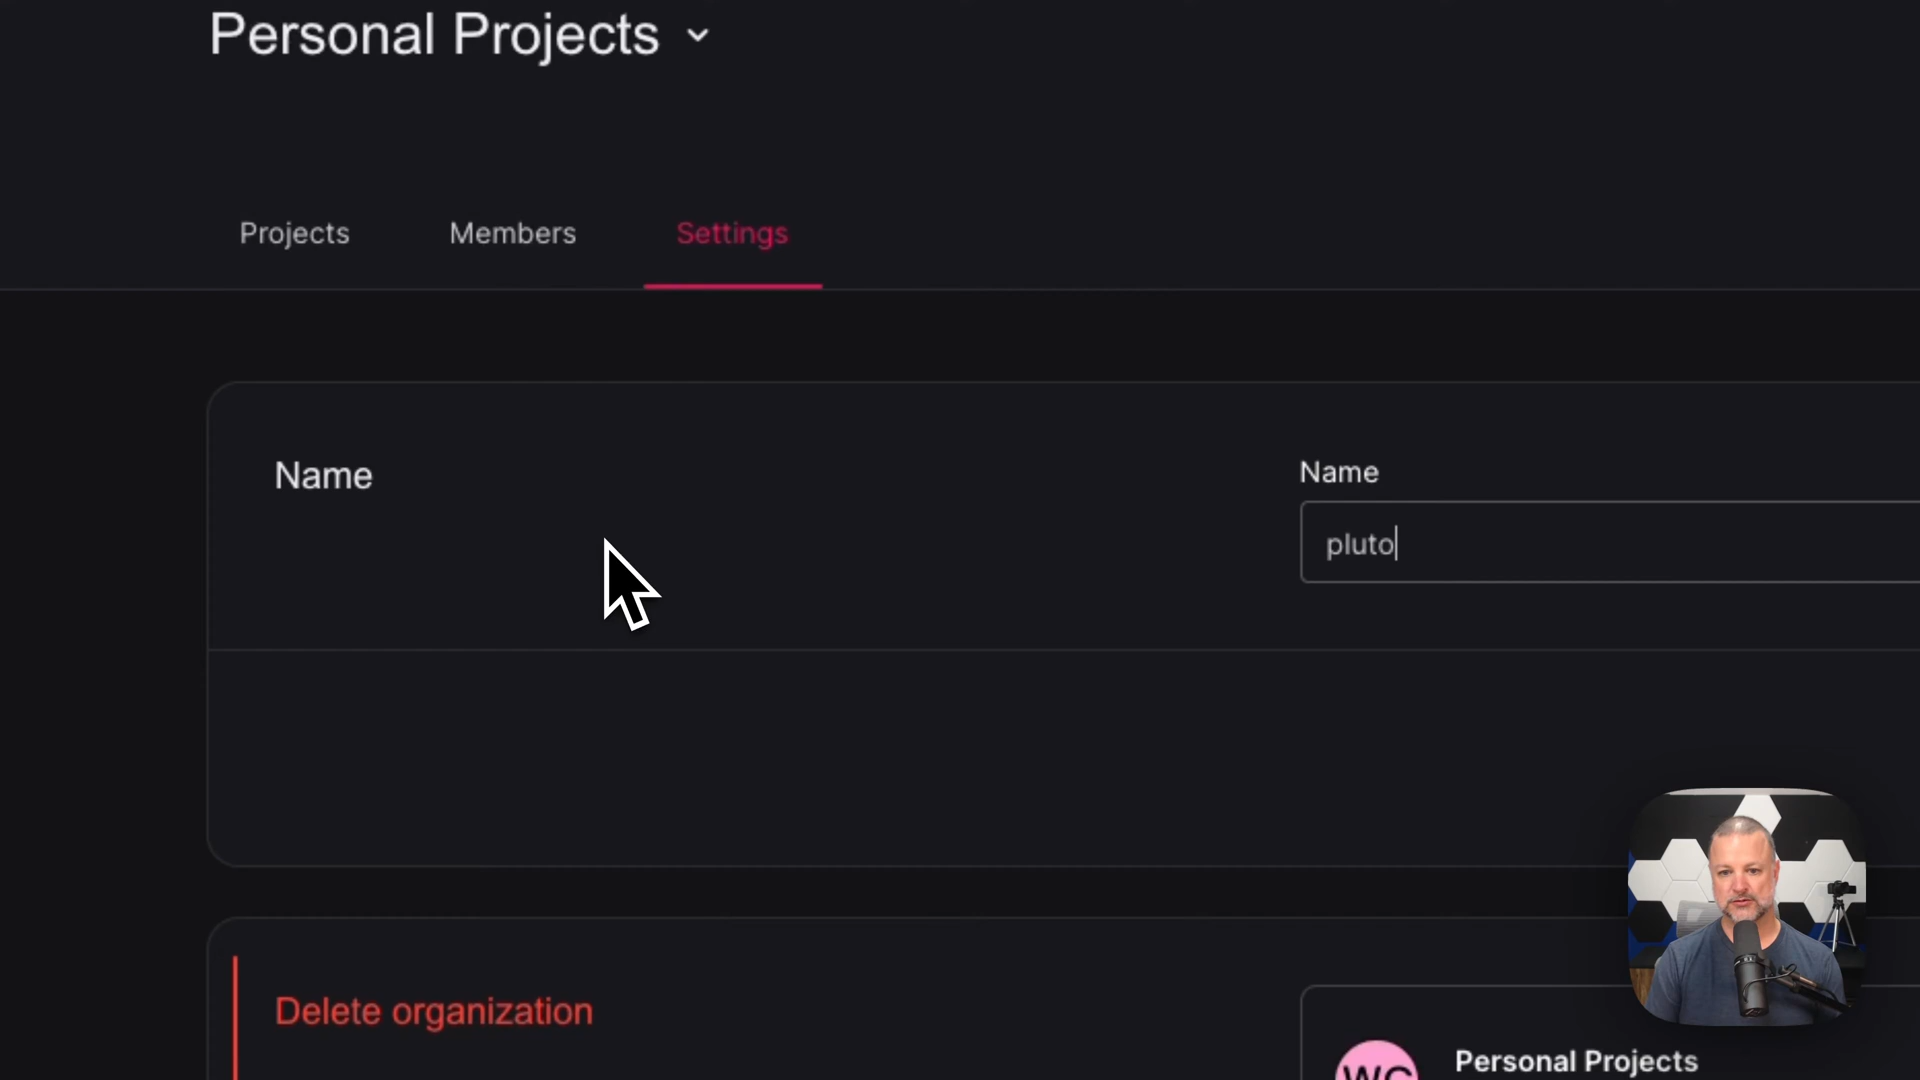 Personal Projects
Projects
Members
Settings
Name
Name
pluto
Delete organization
Personal Projects